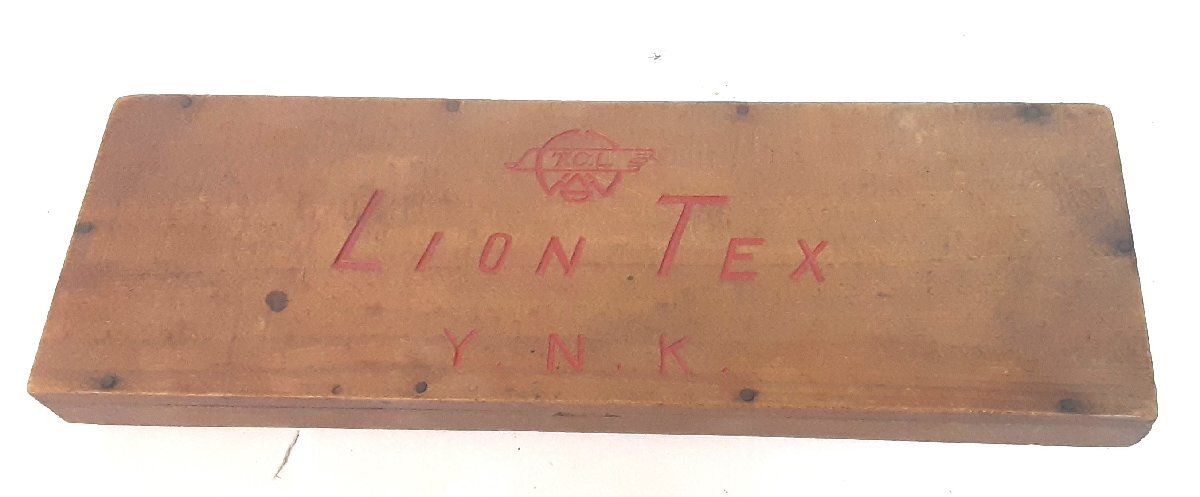 T.C.L
LION TEX
Y. N. K.